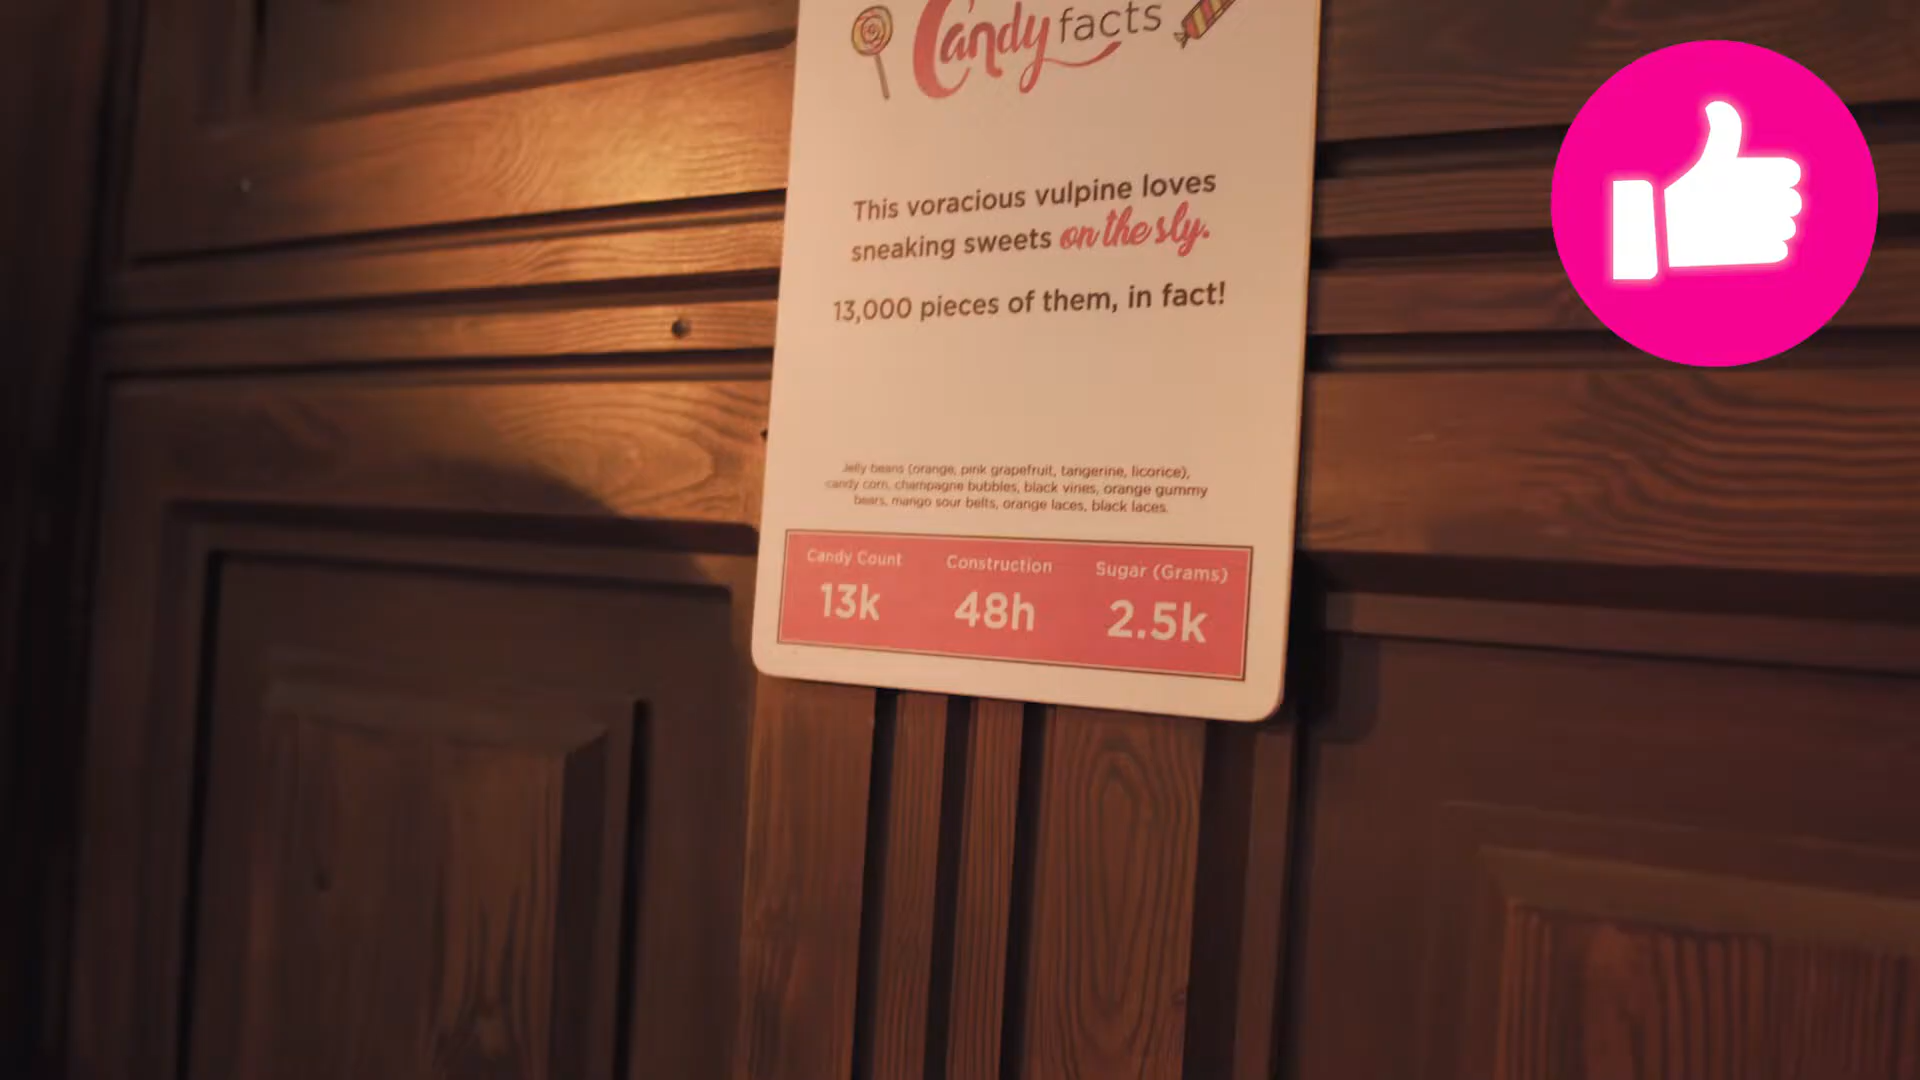 Candy facts
This voracious vulpine loves
sneaking sweets on the sly.
13,000 pieces of them, in fact!
Jelly beans (orange, pink grapefruit, tangerine, licorice),
candy corn, champagne bubbles, black vines, orange gummy
bears, mango sour belts, orange laces, black laces.
Candy Count Construction Sugar (Grams)
13k 48h 2.5k